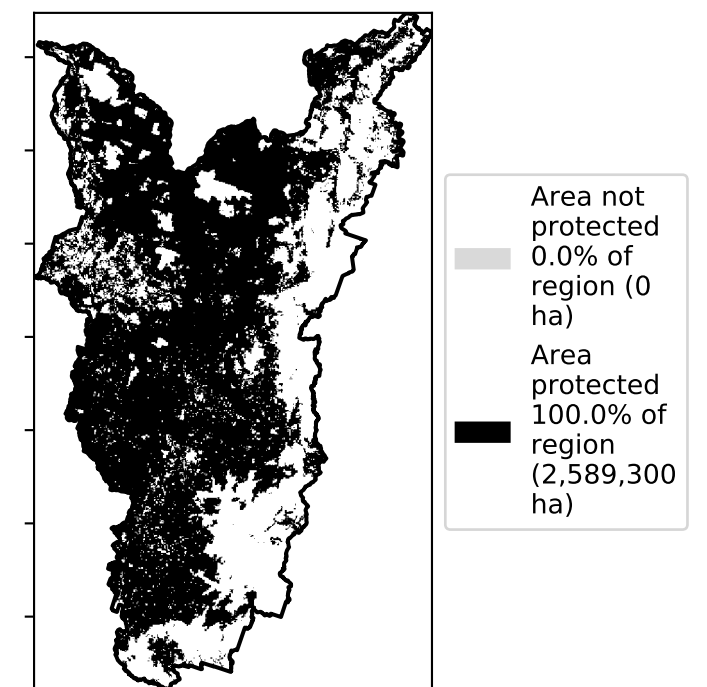 Area not
protected
0.0% of
region (0
ha)
Area
protected
100.0% of
region
(2,589,300
ha)